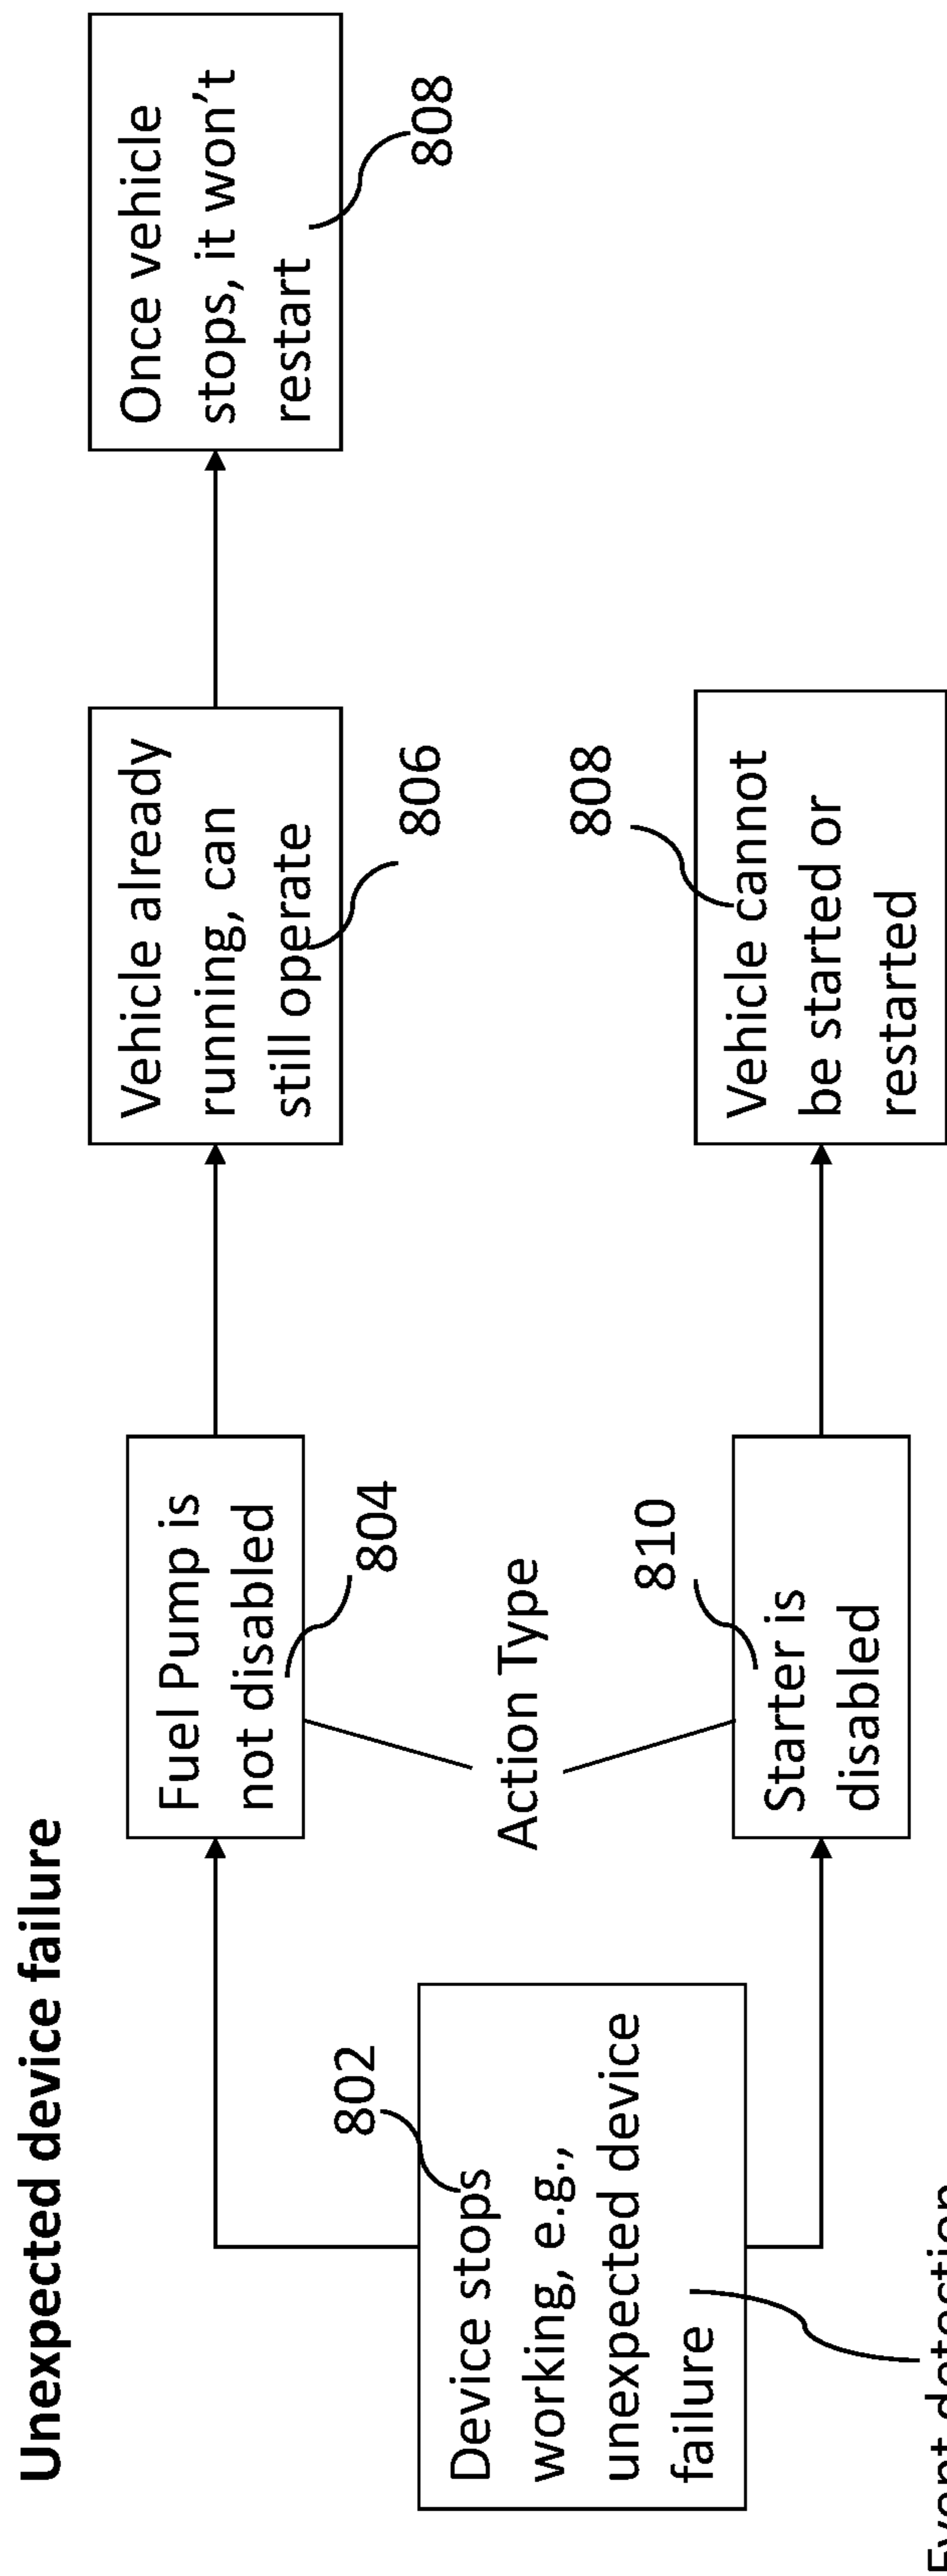 Unexpected device failure
Device stops
working, e.g.,
unexpected device
failure
802
Event detection
Fuel Pump is
not disabled
804
Action Type
810
Starter is
disabled
Vehicle already
running, can
still operate
806
808
Vehicle cannot
be started or
restarted
Once vehicle
stops, it won't
restart
808